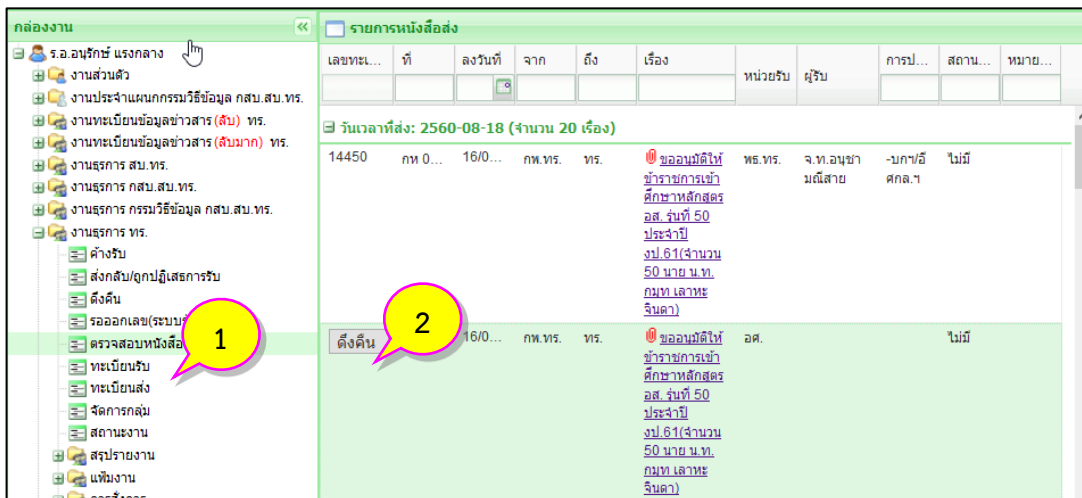 กล่องงาน
ร.อ.อนุรักษ์ แรงกลาง
งานส่วนตัว
งานประจำแผนกกรรมวิธีข้อมูล กสบ.สบ.ทร.
งานทะเบียนข้อมูลข่าวสาร (ลับ) ทร.
งานทะเบียนข้อมูลข่าวสาร (ลับมาก) ทร.
งานธุรการ สบ.ทร.
งานธุรการ กสบ.สบ.ทร.
งานธุรการ กรรมวิธีข้อมูล กสบ.สบ.ทร.
งานธุรการ ทร.
ค้างรับ
ส่งกลับ/ถูกปฏิเสธการรับ
ดึงคืน
รอออกเลข(ระบบ
ตรวจสอบหนังสือ
1
ทะเบียนรับ
ทะเบียนส่ง
จัดการกลุ่ม
สถานะงาน
สรุปรายงาน
แฟ้มงาน
รายการหนังสือส่ง
เลขทะเ... ที่ ลงวันที่ จาก ถึง เรื่อง หน่วยรับ ผู้รับ การป... สถาน... หมาย...
วันเวลาที่ส่ง: 2560-08-18 (จำนวน 20 เรื่อง)
14450 กห 0... 16/0... กพ.ทร. ทร. ขออนุมัติให้ พธ.ทร. จ.ท.อนุชา -บกฯ/อี ไม่มี
ข้าราชการเข้า มณีสาย ศกล.ฯ
ศึกษาหลักสูตร
อส. รุ่นที่ 50
ประจำปี
งป.61(จำนวน
50 นาย น.ท.
กมุท เลาหะ
จินดา)
ดึงคืน 2 16/0... กพ.ทร. ทร. ขออนุมัติให้ อศ. ไม่มี
ข้าราชการเข้า
ศึกษาหลักสูตร
อส. รุ่นที่ 50
ประจำปี
งป.61(จำนวน
50 นาย น.ท.
กมุท เลาหะ
จินดา)